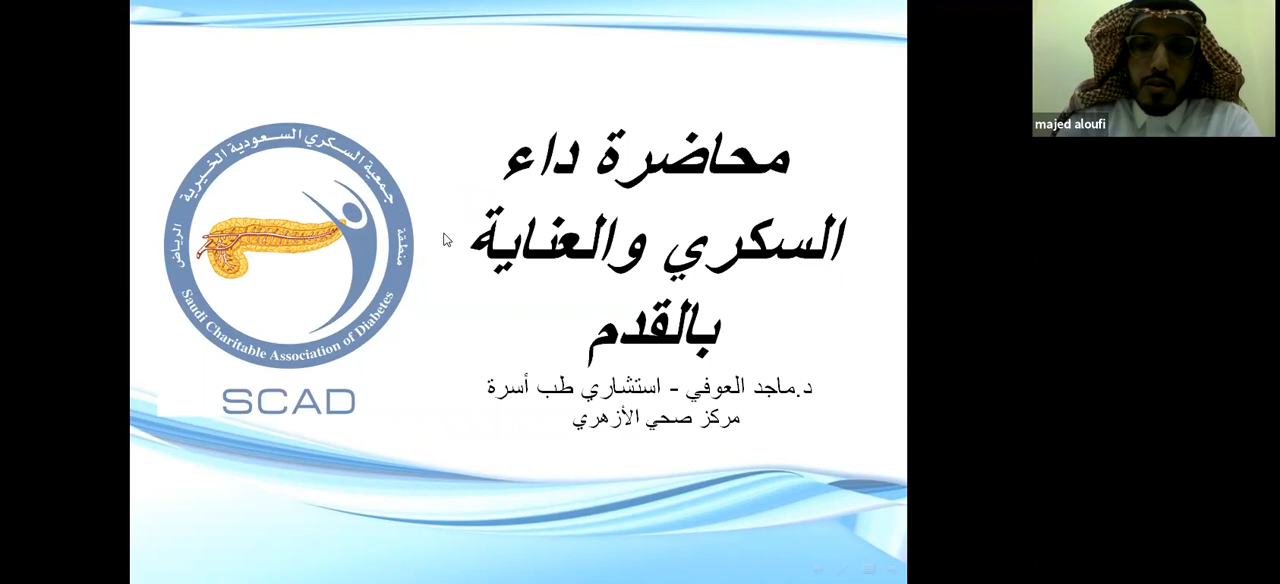 محاضرة داء
السكري والعناية
بالقدم
د.ماجد العوفي - استشاري طب أسرة
مركز صحي الأزهري
جمعية السكري السعودية الخيرية
منطقة
الرياض
Saudi Charitable Association of Diabetes
SCAD
majed aloufi